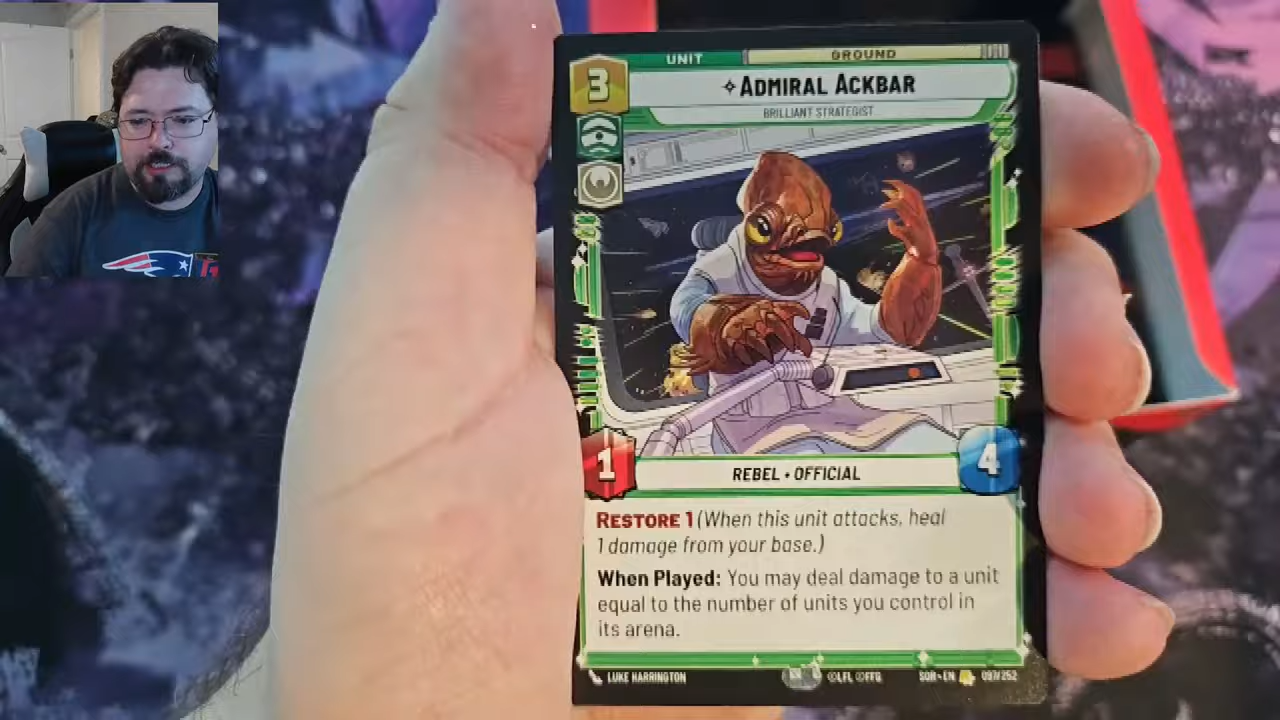 UNIT
GROUND
3
✧ADMIRAL ACKBAR
BRILLIANT STRATEGIST
1
4
REBEL • OFFICIAL
RESTORE 1 (When this unit attacks, heal
1 damage from your base.)
When Played: You may deal damage to a unit
equal to the number of units you control in
its arena.
LUKE HARRINGTON
©LFL ©FFG
SOR • EN
097/252